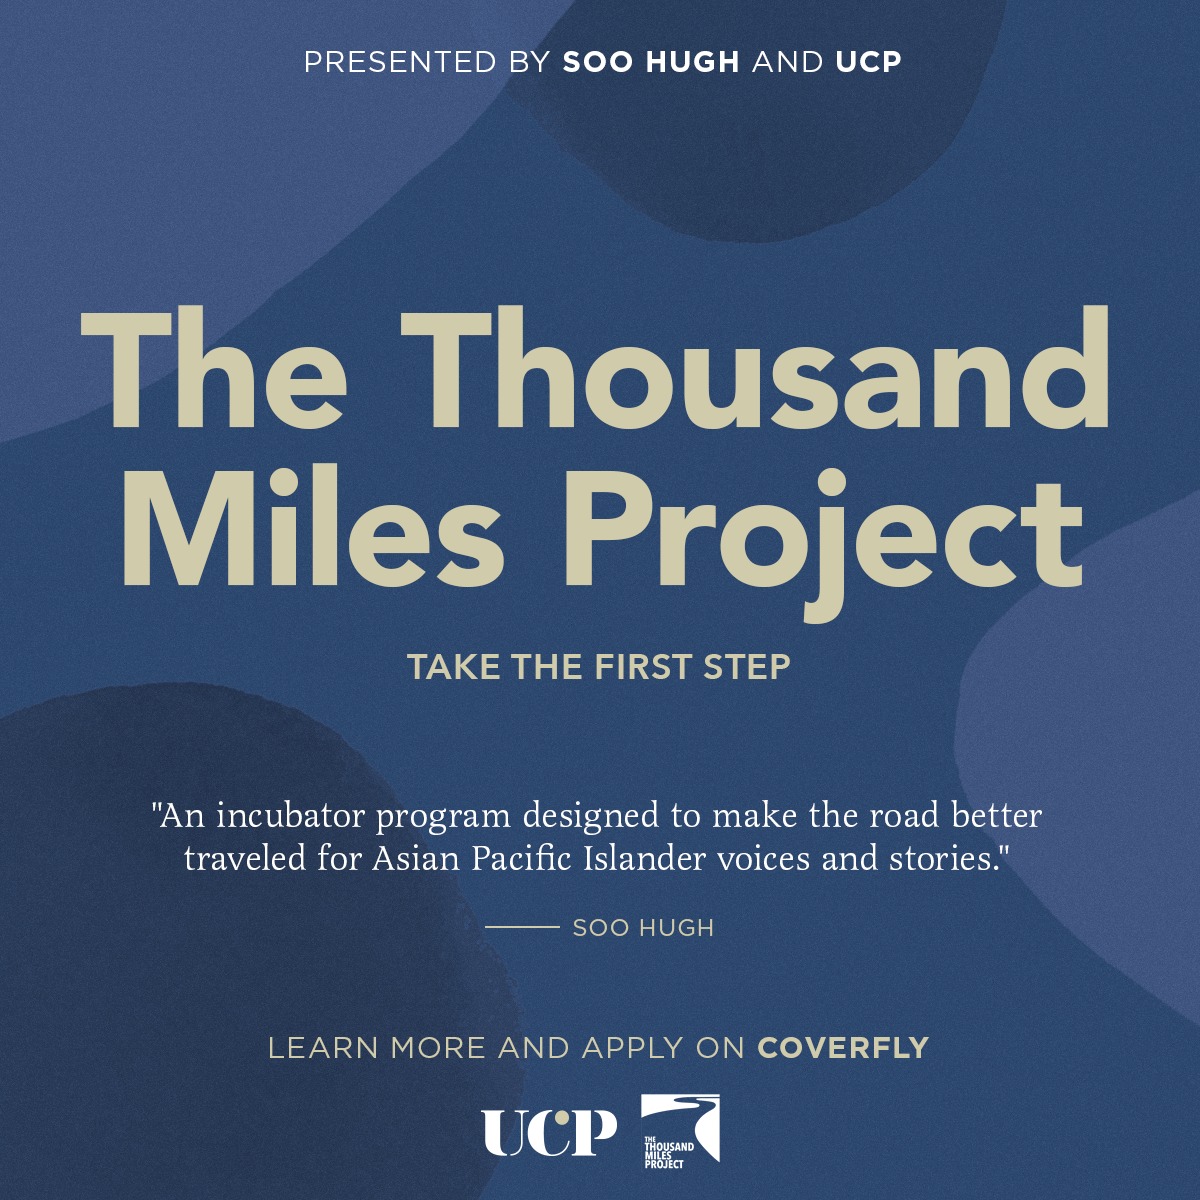 PRESENTED BY SOO HUGH AND UCP
The Thousand
Miles Project
TAKE THE FIRST STEP
"An incubator program designed to make the road better
traveled for Asian Pacific Islander voices and stories."
SOO HUGH
LEARN MORE AND APPLY ON COVERFLY
UCP
THE
THOUSAND
MILES
PROJECT